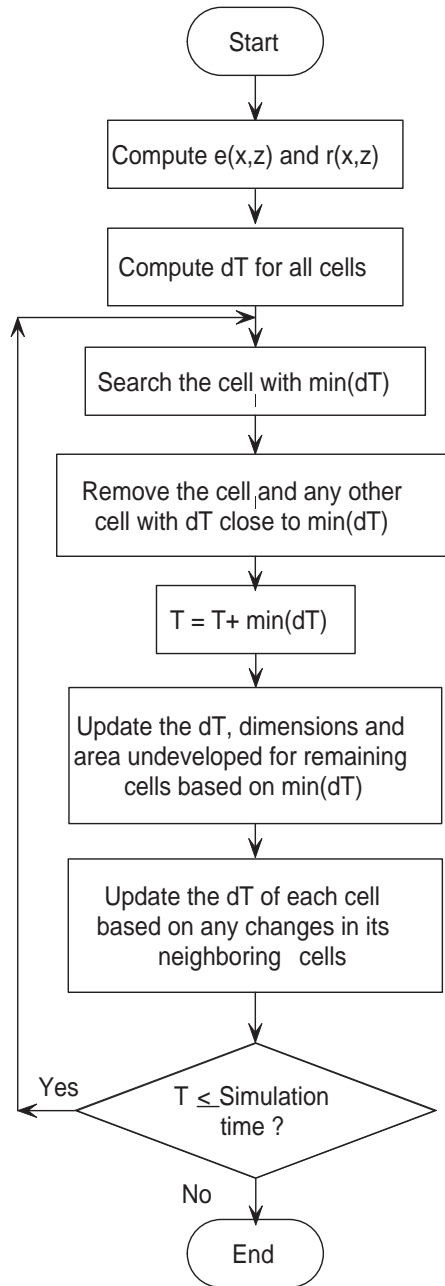 Start
Compute e(x,z) and r(x,z)
Compute dT for all cells
Search the cell with min(dT)
Remove the cell and any other
cell with dT close to min(dT)
T = T+ min(dT)
Update the dT, dimensions and
area undeveloped for remaining
cells based on min(dT)
Update the dT of each cell
based on any changes in its
neighboring cells
Yes
T ≤ Simulation
time ?
No
End